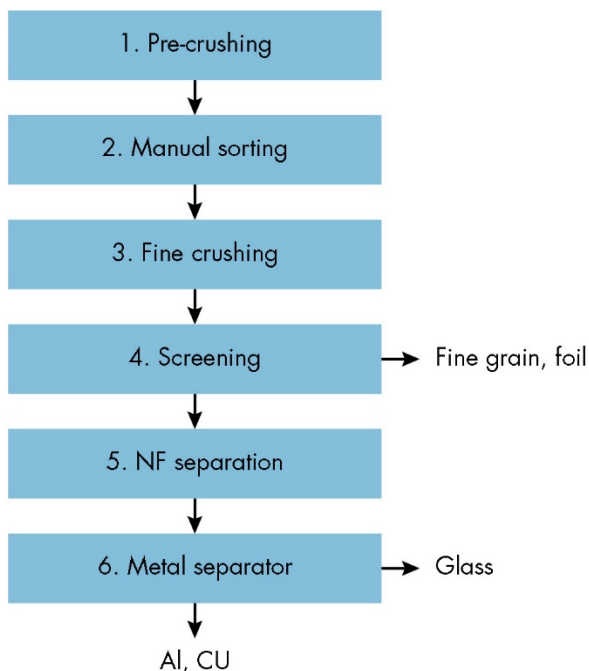 1. Pre-crushing
2. Manual sorting
3. Fine crushing
4. Screening
Fine grain, foil
5. NF separation
6. Metal separator
Glass
Al, CU